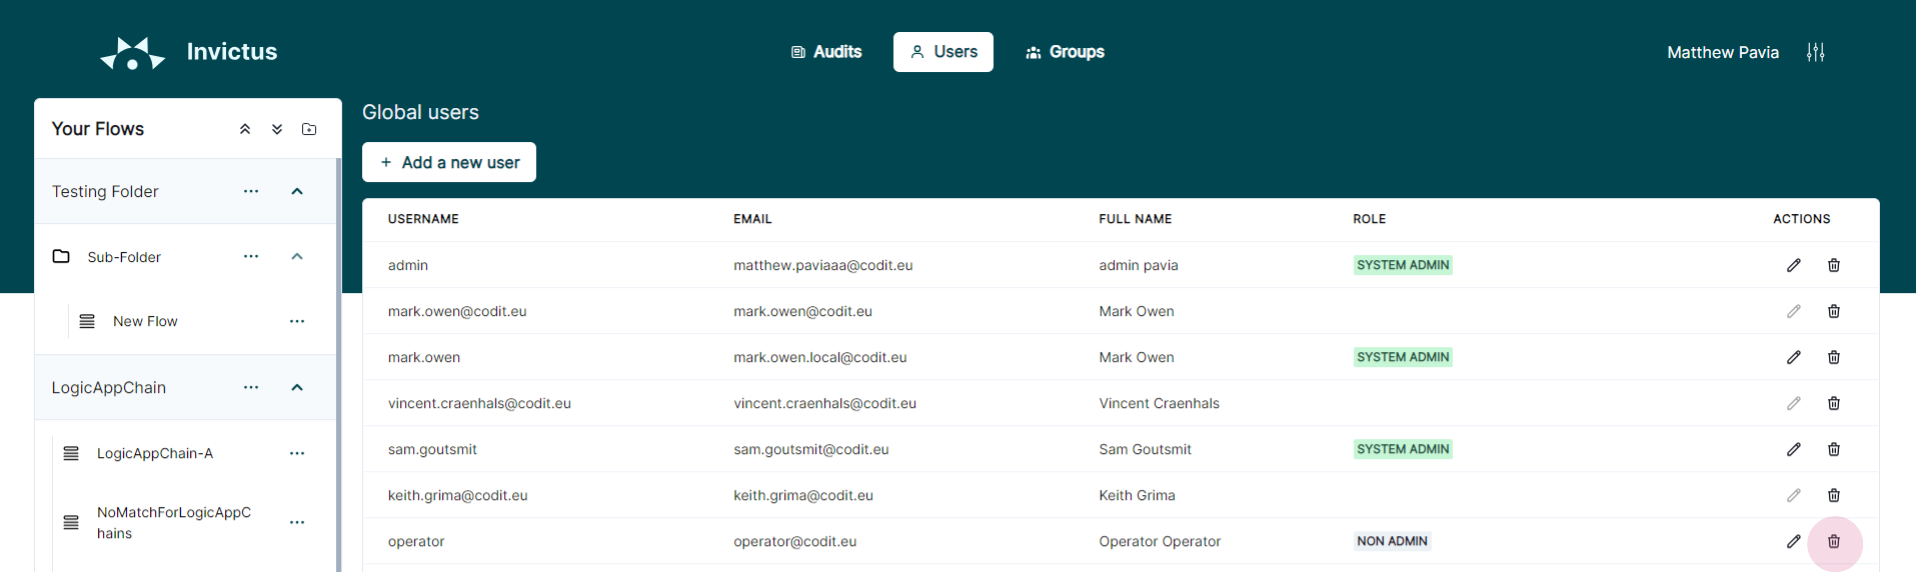 Invictus
Audits
Users
Groups
Matthew Pavia
Your Flows
Testing Folder
Sub-Folder
New Flow
LogicAppChain
LogicAppChain-A
NoMatchForLogicAppC
hains
Global users
+ Add a new user
USERNAME EMAIL FULL NAME ROLE ACTIONS
admin matthew.paviaaa@codit.eu admin pavia SYSTEM ADMIN
mark.owen@codit.eu mark.owen@codit.eu Mark Owen
mark.owen mark.owen.local@codit.eu Mark Owen SYSTEM ADMIN
vincent.craenhals@codit.eu vincent.craenhals@codit.eu Vincent Craenhals
sam.goutsmit sam.goutsmit@codit.eu Sam Goutsmit SYSTEM ADMIN
keith.grima@codit.eu keith.grima@codit.eu Keith Grima
operator operator@codit.eu Operator Operator NON ADMIN